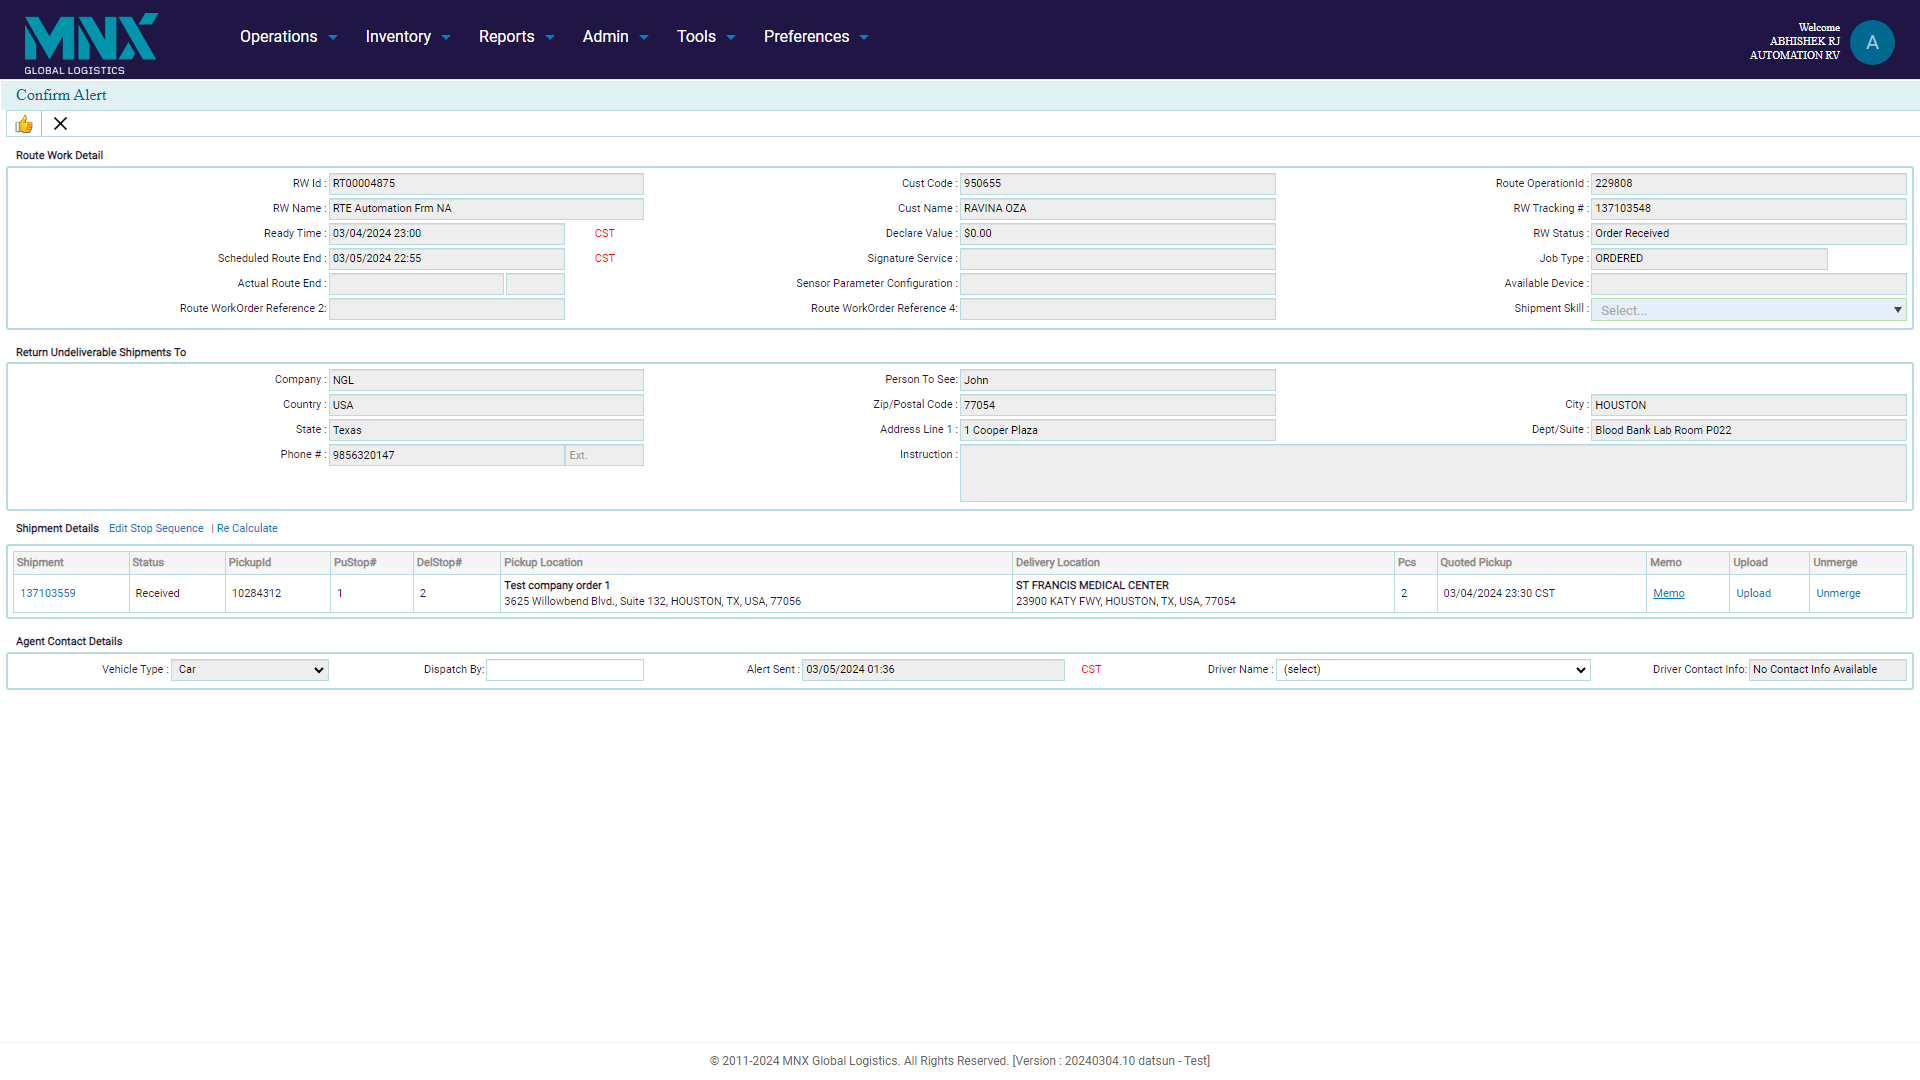 MNX
GLOBAL LOGISTICS
Operations Inventory Reports Admin Tools Preferences
Welcome
ABHISHEK RJ
AUTOMATION RV
A
Confirm Alert
Route Work Detail
RW Id : RT00004875 Cust Code : 950655 Route OperationId : 229808
RW Name : RTE Automation Frm NA Cust Name : RAVINA OZA RW Tracking # : 137103548
Ready Time : 03/04/2024 23:00 CST Declare Value : $0.00 RW Status : Order Received
Scheduled Route End : 03/05/2024 22:55 CST Signature Service : Job Type : ORDERED
Actual Route End : Sensor Parameter Configuration : Available Device :
Route WorkOrder Reference 2: Route WorkOrder Reference 4: Shipment Skill : Select...
Return Undeliverable Shipments To
Company : NGL Person To See: John
Country : USA Zip/Postal Code : 77054 City : HOUSTON
State : Texas Address Line 1 : 1 Cooper Plaza Dept/Suite : Blood Bank Lab Room P022
Phone # : 9856320147 Ext. Instruction :
Shipment Details Edit Stop Sequence | Re Calculate
Shipment Status PickupId PuStop# DelStop# Pickup Location Delivery Location Pcs Quoted Pickup Memo Upload Unmerge
Test company order 1 ST FRANCIS MEDICAL CENTER
137103559 Received 10284312 1 2 3625 Willowbend Blvd., Suite 132, HOUSTON, TX, USA, 77056 23900 KATY FWY, HOUSTON, TX, USA, 77054 2 03/04/2024 23:30 CST Memo Upload Unmerge
Agent Contact Details
Vehicle Type : Car Dispatch By: Alert Sent : 03/05/2024 01:36 CST Driver Name : (select) Driver Contact Info: No Contact Info Available
© 2011-2024 MNX Global Logistics. All Rights Reserved. [Version : 20240304.10 datsun - Test]